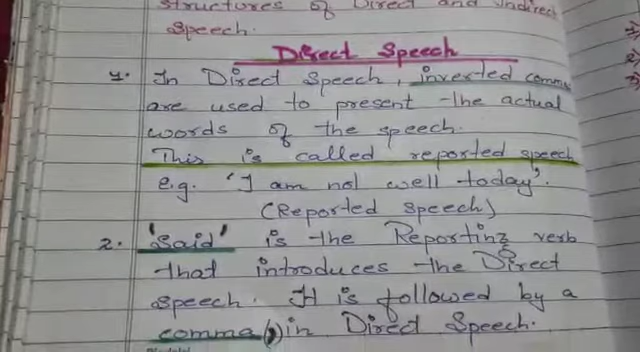 structures of Direct and Indirect
Speech.
Direct Speech
1. In Direct Speech, inverted comma
are used to present the actual
words of the speech.
This is called reported speech
e.g. 'I am not well today'.
(Reported speech)
2. 'Said' is the Reporting verb
that introduces the Direct
speech. It is followed by a
comma (,) in Direct Speech.